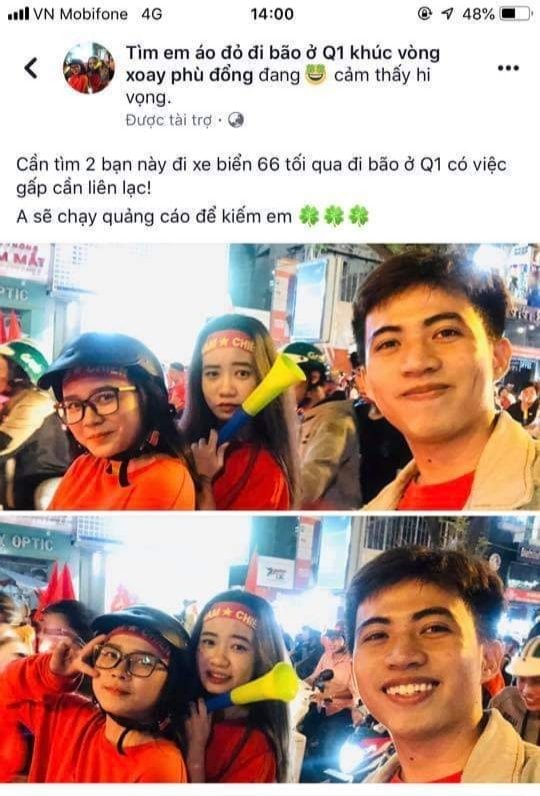 VN Mobifone 4G 14:00 48%
Tìm em áo đỏ đi bão ở Q1 khúc vòng
xoay phù đổng đang 🤩 cảm thấy hi
vọng.
Được tài trợ ·
Cần tìm 2 bạn này đi xe biển 66 tối qua đi bão ở Q1 có việc
gấp cần liên lạc!
A sẽ chạy quảng cáo để kiếm em 🍀🍀🍀
MẮT
PTIC
★ CHIẾ
OPTIC
★ CHIẾ